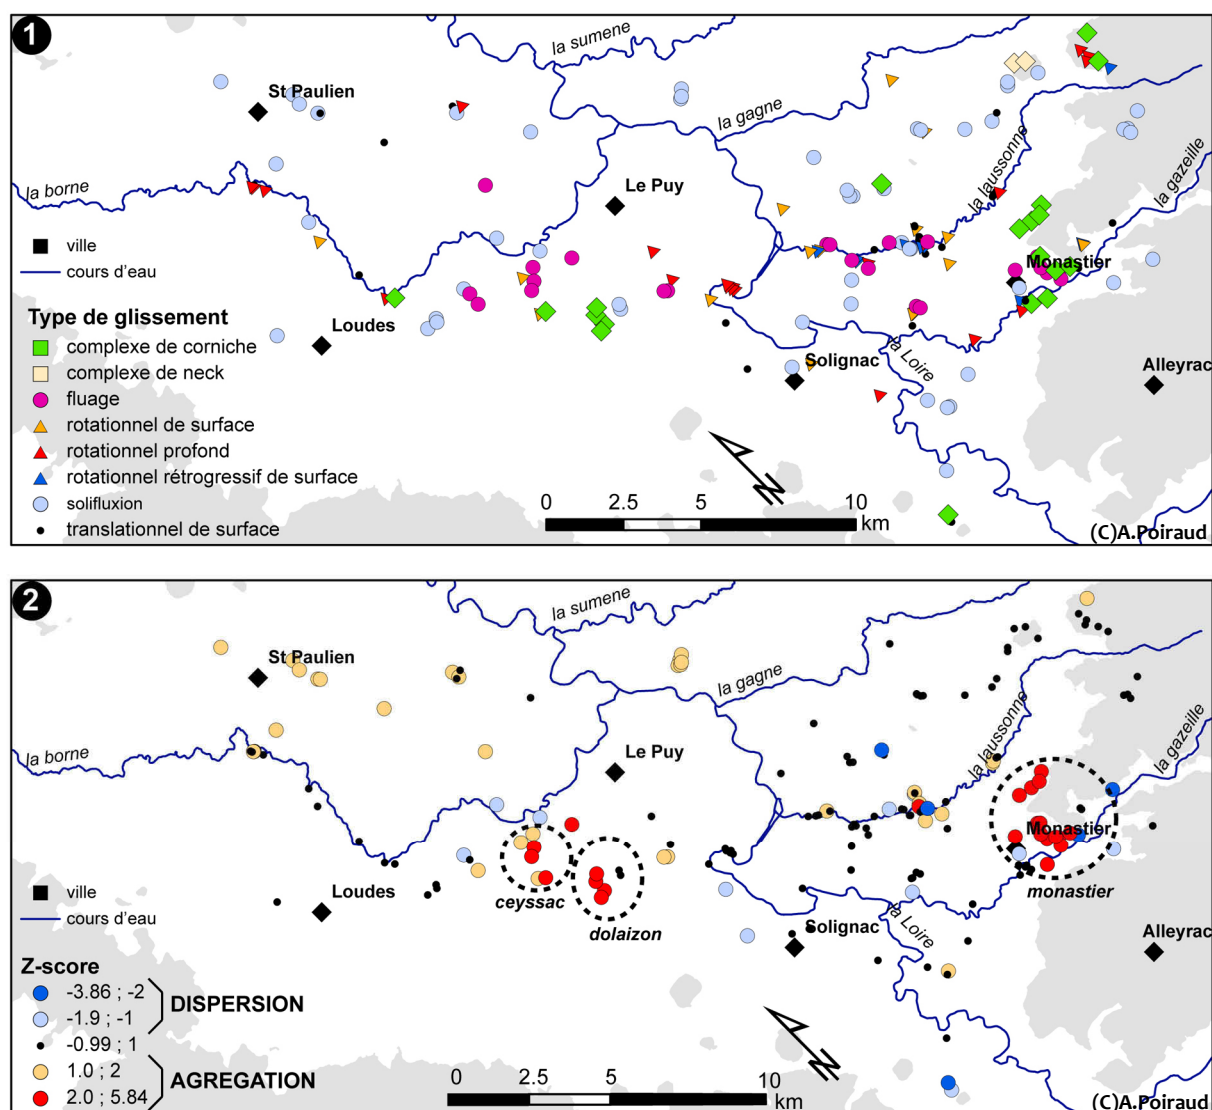 1
la sumene
St Paulien
la gagne
la laussonne
la gazeille
la borne
Le Puy
ville
cours d'eau
Monastier
Type de glissement
Loudes
complexe de corniche
complexe de neck
Solignac
la Loire
Alleyrac
fluage
rotationnel de surface
rotationnel profond
rotationnel rétrogressif de surface
N
0 2.5 5 10
km
solifluxion
translationnel de surface
(C)A.Poiraud
2
la sumene
St Paulien
la gagne
la laussonne
la gazeille
la borne
Le Puy
Monastier
monastier
ville
cours d'eau
Loudes
ceyssac
dolaizon
Solignac
la Loire
Alleyrac
Z-score
-3.86 ; -2
DISPERSION
-1.9 ; -1
-0.99 ; 1
1.0 ; 2
AGREGATION
2.0 ; 5.84
N
0 2.5 5 10
km
(C)A.Poiraud